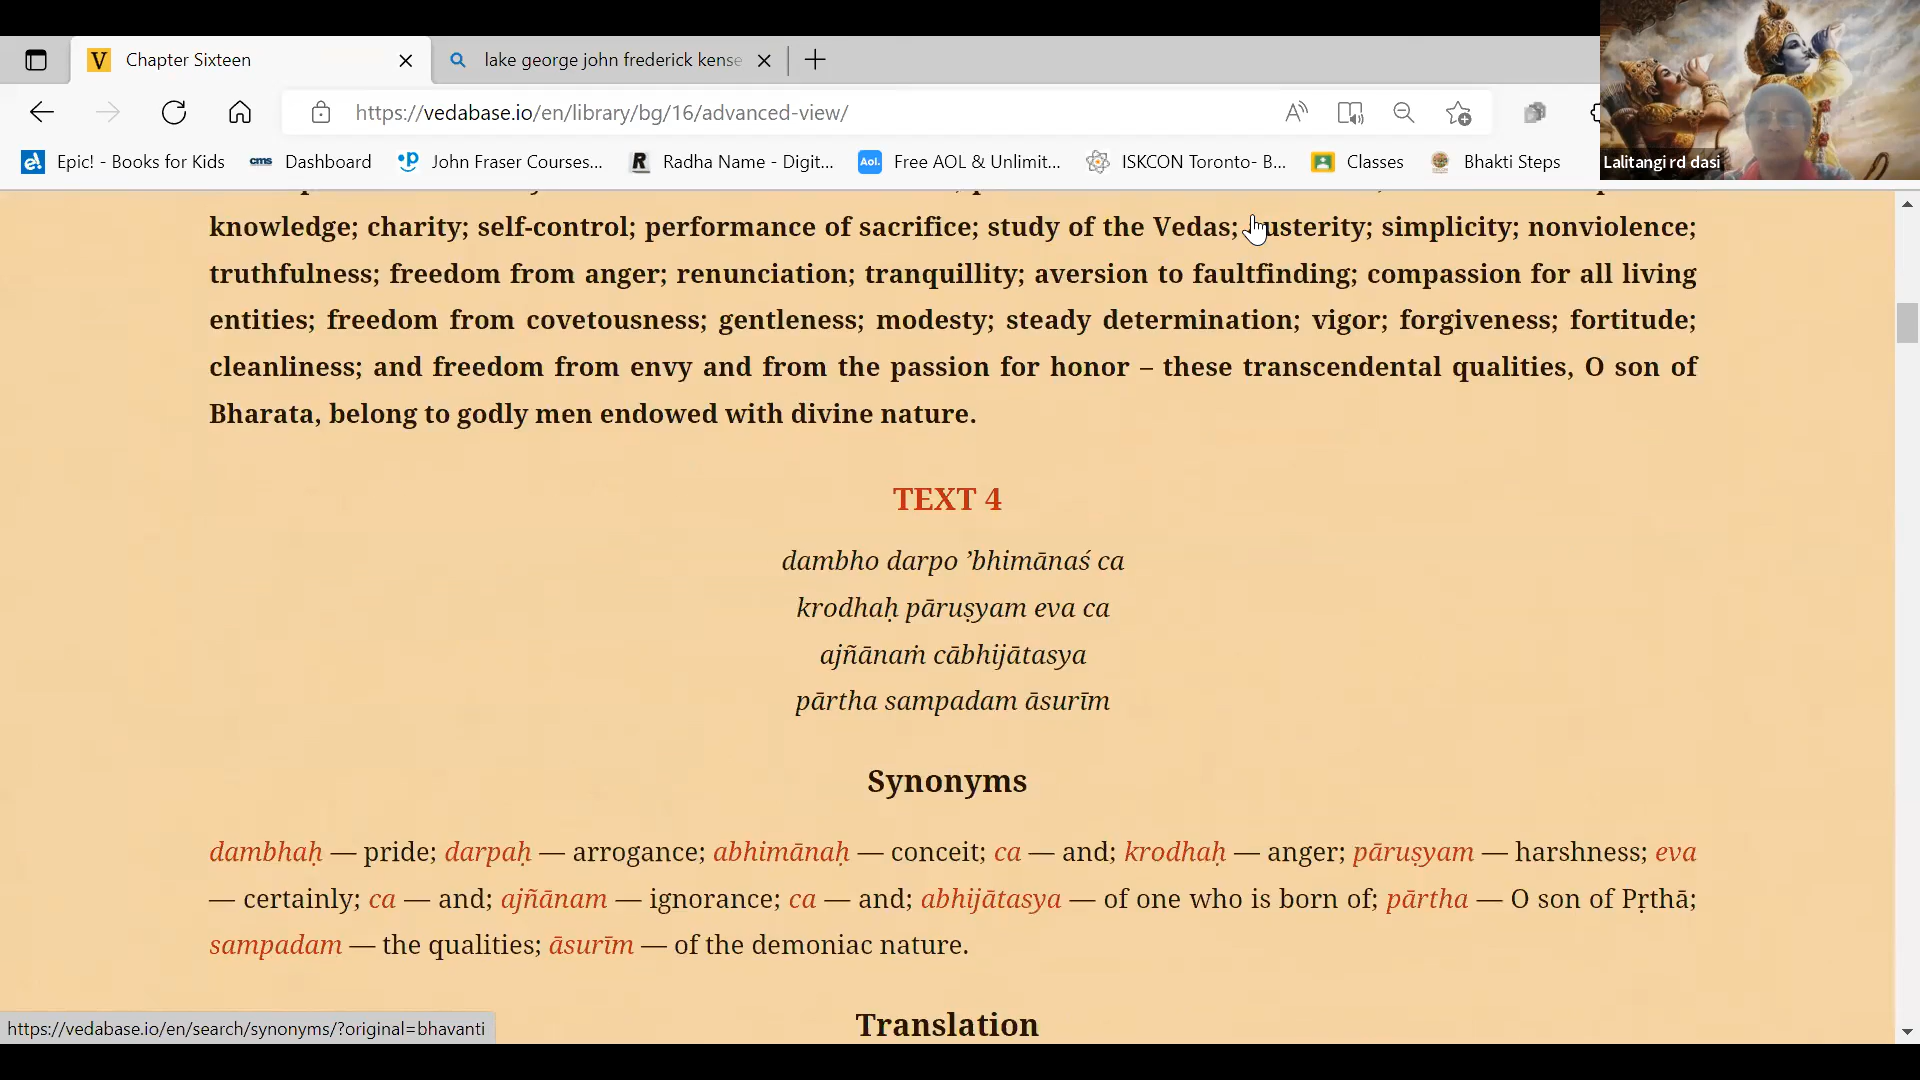 Chapter Sixteen
lake george john frederick kense
https://vedabase.io/en/library/bg/16/advanced-view/
Epic! - Books for Kids
cms Dashboard
John Fraser Courses...
R Radha Name - Digit...
Aol. Free AOL & Unlimit...
ISKCON Toronto- B...
Classes
Bhakti Steps
Lalitangi rd dasi
knowledge; charity; self-control; performance of sacrifice; study of the Vedas; austerity; simplicity; nonviolence;
truthfulness; freedom from anger; renunciation; tranquillity; aversion to faultfinding; compassion for all living
entities; freedom from covetousness; gentleness; modesty; steady determination; vigor; forgiveness; fortitude;
cleanliness; and freedom from envy and from the passion for honor – these transcendental qualities, O son of
Bharata, belong to godly men endowed with divine nature.
TEXT 4
dambho darpo ’bhimānaś ca
krodhaḥ pāruṣyam eva ca
ajñānaṁ cābhijātasya
pārtha sampadam āsurīm
Synonyms
dambhaḥ — pride; darpaḥ — arrogance; abhimānaḥ — conceit; ca — and; krodhaḥ — anger; pāruṣyam — harshness; eva
— certainly; ca — and; ajñānam — ignorance; ca — and; abhijātasya — of one who is born of; pārtha — O son of Pṛthā;
sampadam — the qualities; āsurīm — of the demoniac nature.
Translation
https://vedabase.io/en/search/synonyms/?original=bhavanti